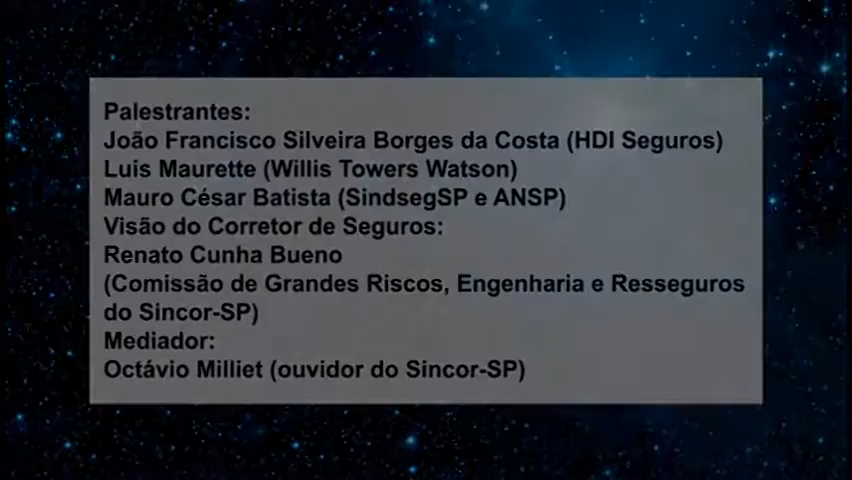 Palestrantes:
João Francisco Silveira Borges da Costa (HDI Seguros)
Luis Maurette (Willis Towers Watson)
Mauro César Batista (SindsegSP e ANSP)
Visão do Corretor de Seguros:
Renato Cunha Bueno
(Comissão de Grandes Riscos, Engenharia e Resseguros
do Sincor-SP)
Mediador:
Octávio Milliet (ouvidor do Sincor-SP)